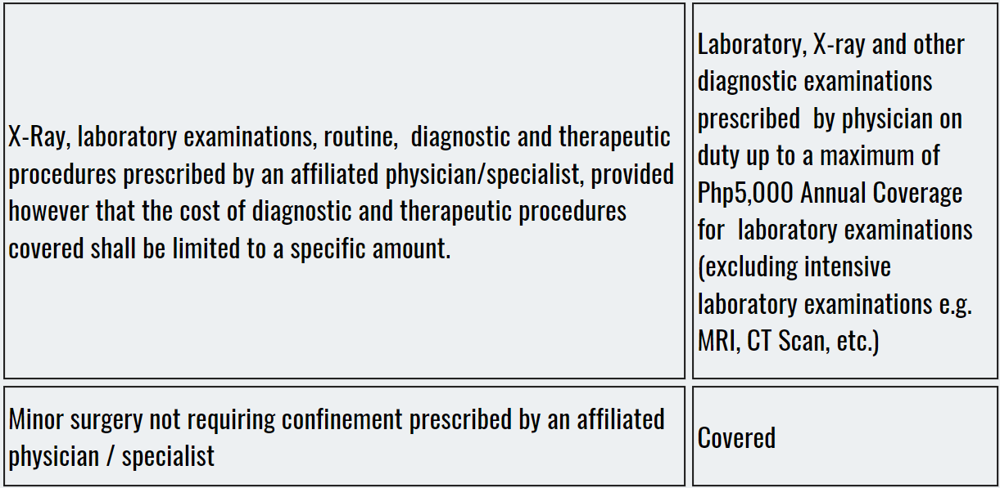 X-Ray, laboratory examinations, routine,  diagnostic and therapeutic
procedures prescribed by an affiliated physician/specialist, provided
however that the cost of diagnostic and therapeutic procedures
covered shall be limited to a specific amount.
Laboratory, X-ray and other
diagnostic examinations
prescribed  by physician on
duty up to a maximum of
Php5,000 Annual Coverage
for  laboratory examinations
(excluding intensive
laboratory examinations e.g.
MRI, CT Scan, etc.)
Minor surgery not requiring confinement prescribed by an affiliated
physician / specialist
Covered